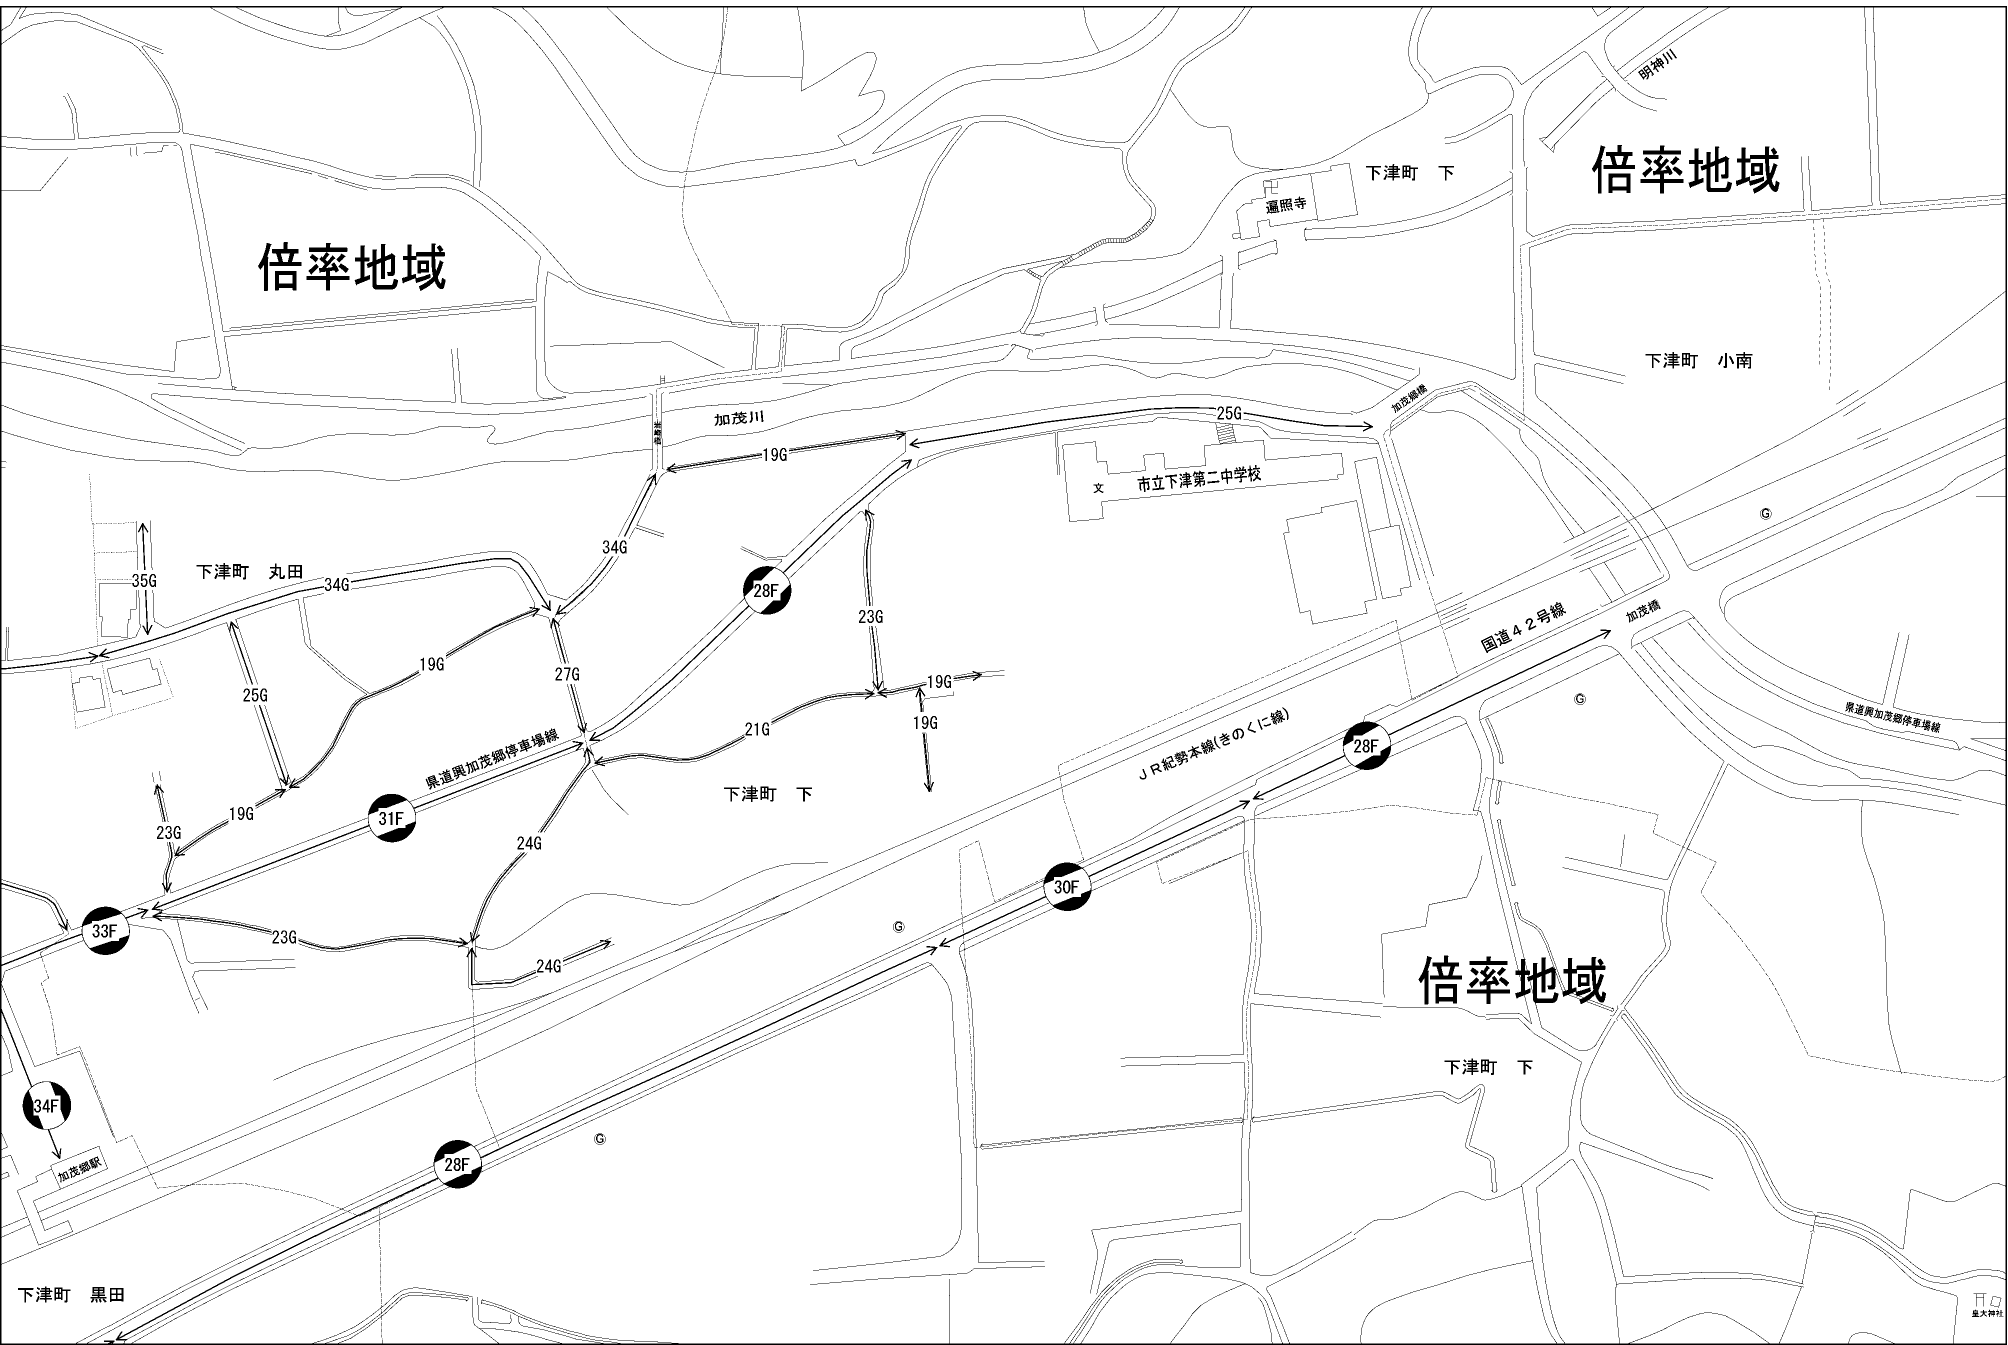 明神川
倍率地域
下津町　下
遍照寺
倍率地域
下津町　小南
加茂郷橋
加茂川
25G
19G
市立下津第二中学校
文
G
34G
下津町　丸田
35G
34G
28F
23G
加茂橋
国道42号線
19G
27G
25G
19G
19G
21G
G
県道興加茂郷停車場線
JR紀勢本線(きのくに線)
28F
県道興加茂郷停車場線
下津町　下
31F
19G
23G
24G
30F
33F
23G
G
24G
倍率地域
下津町　下
34F
G
28F
加茂郷駅
下津町　黒田
皇大神社